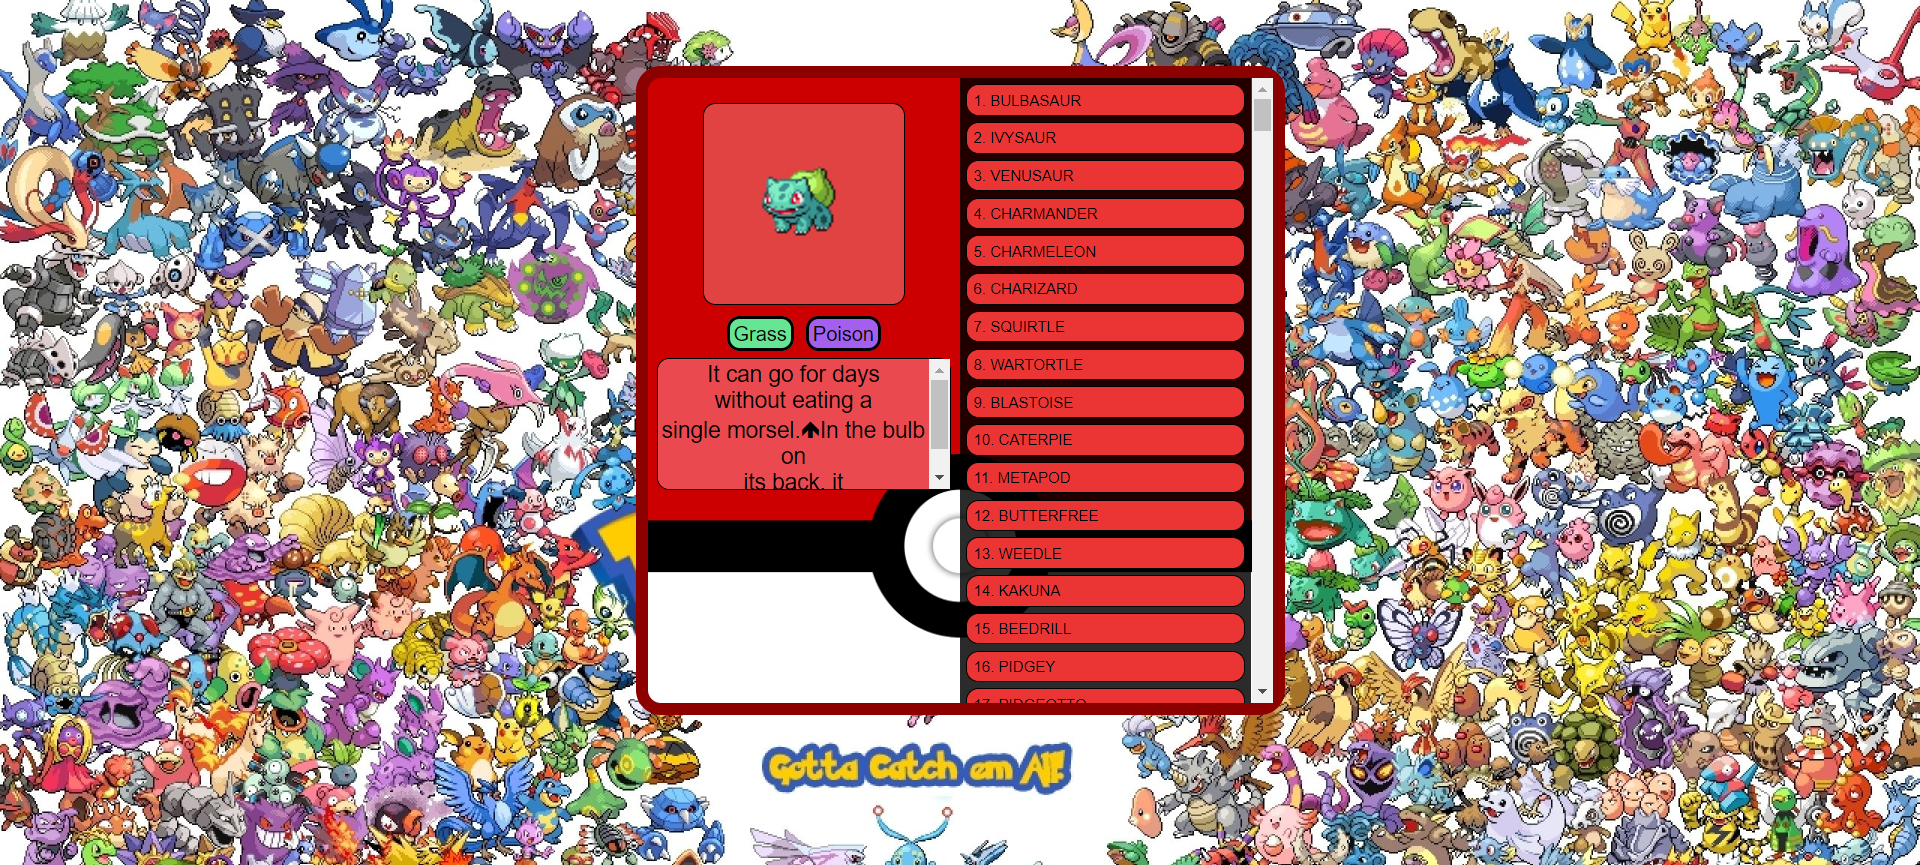 Grass
Poison
It can go for days
without eating a
single morsel.🡹In the bulb
on
its back, it
1. BULBASAUR
2. IVYSAUR
3. VENUSAUR
4. CHARMANDER
5. CHARMELEON
6. CHARIZARD
7. SQUIRTLE
8. WARTORTLE
9. BLASTOISE
10. CATERPIE
11. METAPOD
12. BUTTERFREE
13. WEEDLE
14. KAKUNA
15. BEEDRILL
16. PIDGEY
17. PIDGEOTTO
Gotta Catch em All!